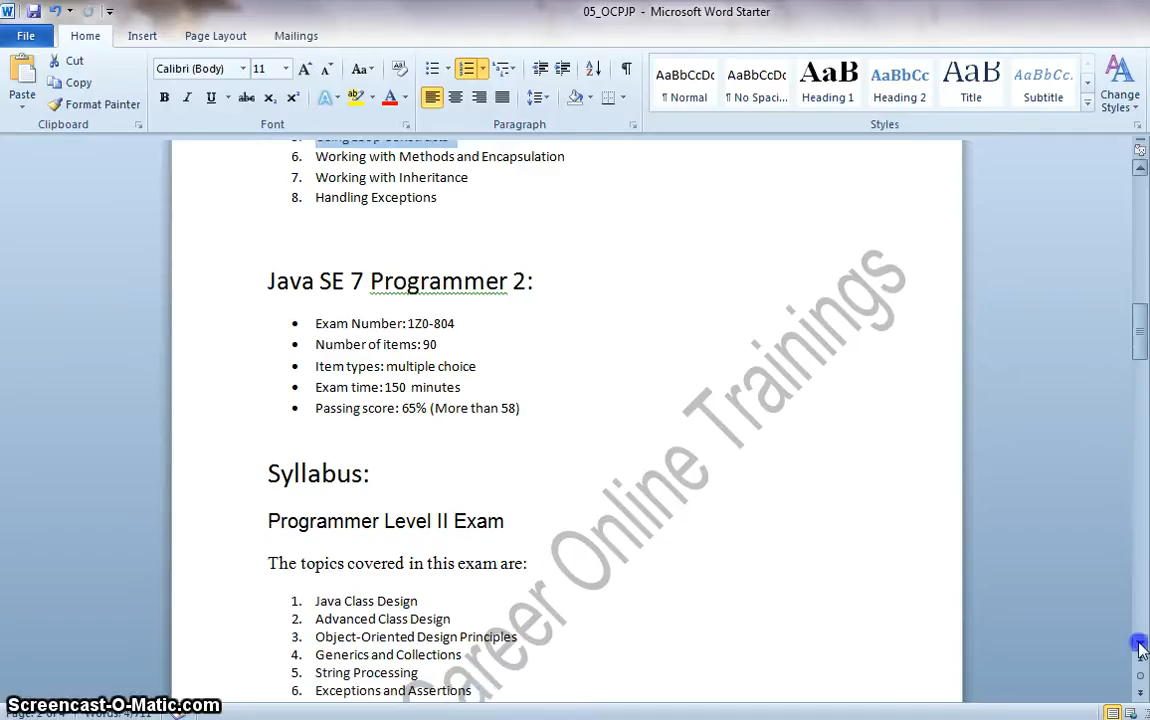 05_OCPJP - Microsoft Word Starter
File Home Insert Page Layout Mailings
Paste
Cut
Copy
Format Painter
Clipboard
Calibri (Body) 11
Font
Paragraph
AaBbCcDc AaBbCcDc AaB AaBbCc AaB AaBbCc.
¶ Normal ¶ No Spaci... Heading 1 Heading 2 Title Subtitle
Change
Styles
Styles
6. Working with Methods and Encapsulation
7. Working with Inheritance
8. Handling Exceptions
Java SE 7 Programmer 2:
• Exam Number: 1Z0-804
• Number of items: 90
• Item types: multiple choice
• Exam time: 150 minutes
• Passing score: 65% (More than 58)
Syllabus:
Programmer Level II Exam
The topics covered in this exam are:
1. Java Class Design
2. Advanced Class Design
3. Object-Oriented Design Principles
4. Generics and Collections
5. String Processing
6. Exceptions and Assertions
Career Online Trainings
Screencast-O-Matic.com